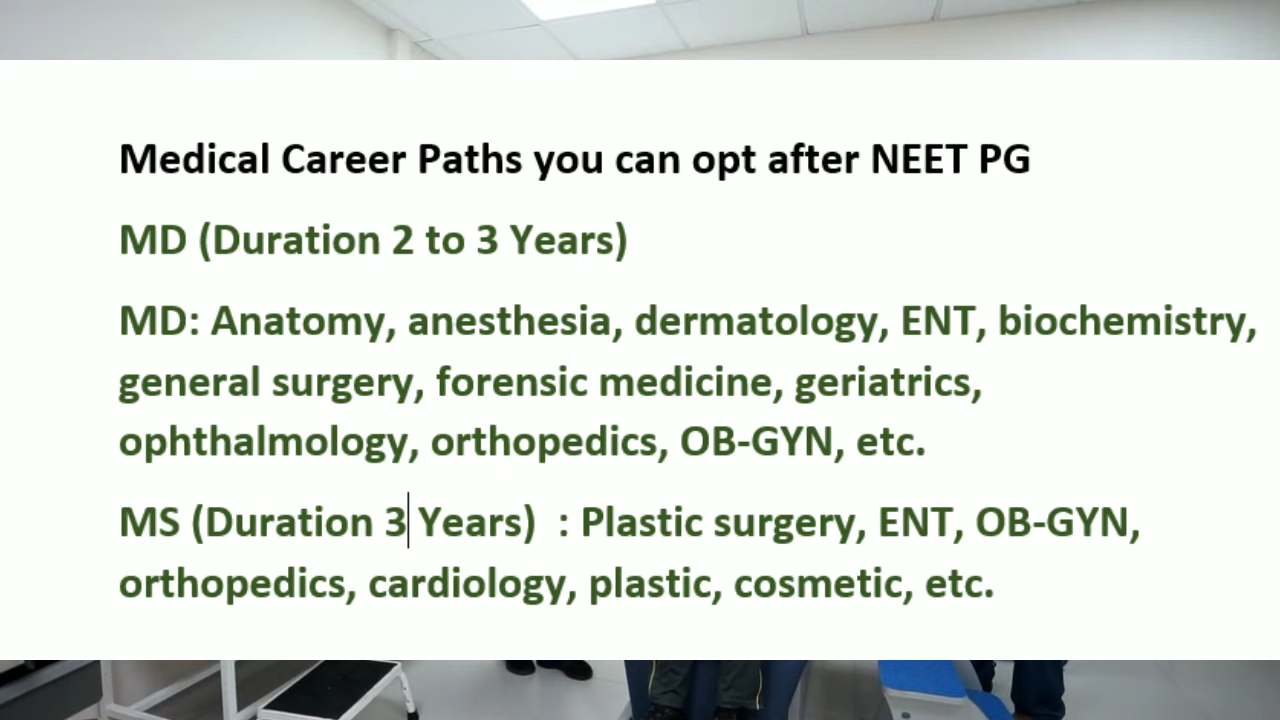 Medical Career Paths you can opt after NEET PG
MD (Duration 2 to 3 Years)
MD: Anatomy, anesthesia, dermatology, ENT, biochemistry,
general surgery, forensic medicine, geriatrics,
ophthalmology, orthopedics, OB-GYN, etc.
MS (Duration 3 Years)  : Plastic surgery, ENT, OB-GYN,
orthopedics, cardiology, plastic, cosmetic, etc.